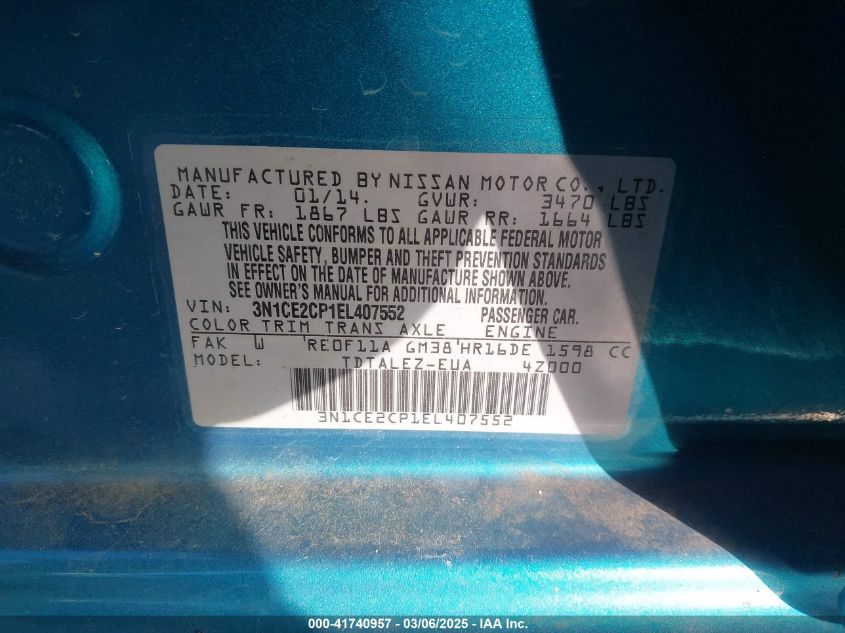 MANUFACTURED BY NISSAN MOTOR CO., LTD.
DATE: 01/14. GVWR: 3470 LBS
GAWR FR: 1867 LBS GAWR RR: 1664 LBS
THIS VEHICLE CONFORMS TO ALL APPLICABLE FEDERAL MOTOR
VEHICLE SAFETY, BUMPER AND THEFT PREVENTION STANDARDS
IN EFFECT ON THE DATE OF MANUFACTURE SHOWN ABOVE.
SEE OWNER'S MANUAL FOR ADDITIONAL INFORMATION.
VIN: 3N1CE2CP1EL407552 PASSENGER CAR.
COLOR TRIM TRANS AXLE ENGINE
FAK W RE0F11A GM38 HR16DE 1598 CC
MODEL: TDTALEZ-EUA 4Z000
3N1CE2CP1EL407552
000-41740957 - 03/06/2025 - IAA Inc.